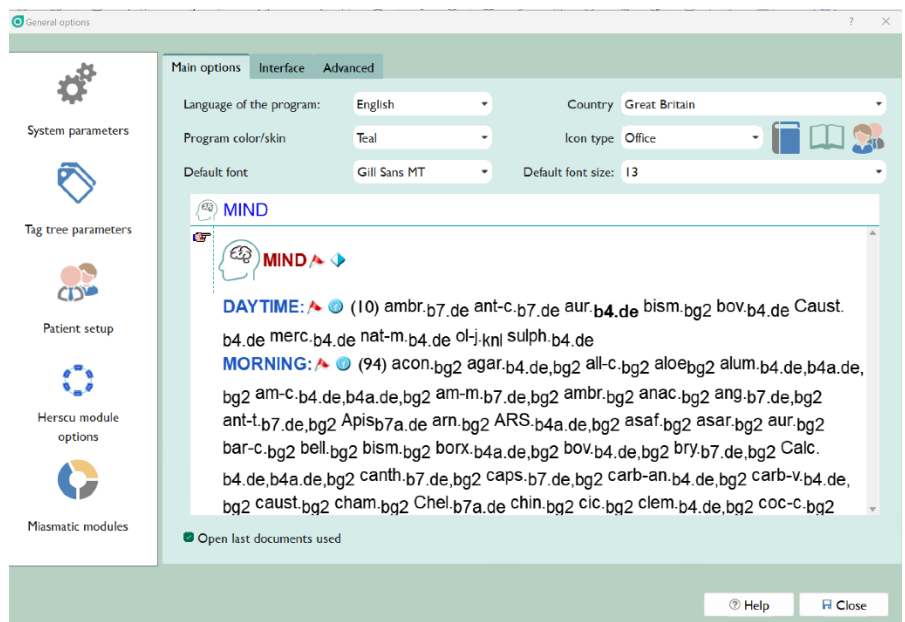 General options
?
Main options Interface Advanced
Language of the program: English Country Great Britain
Program color/skin Teal Icon type Office
Default font Gill Sans MT Default font size: 13
System parameters
Tag tree parameters
Patient setup
Herscu module
options
Miasmatic modules
MIND
MIND
DAYTIME: (10) ambr.b7.de ant-c.b7.de aur.b4.de bism.bg2 bov.b4.de Caust.
b4.de merc.b4.de nat-m.b4.de ol-j.knl sulph.b4.de
MORNING: (94) acon.bg2 agar.b4.de,bg2 all-c.bg2 aloebg2 alum.b4.de,b4a.de,
bg2 am-c.b4.de,b4a.de,bg2 am-m.b7.de,bg2 ambr.bg2 anac.bg2 ang.b7.de,bg2
ant-t.b7.de,bg2 Apisb7a.de arn.bg2 ARS.b4a.de,bg2 asaf.bg2 asar.bg2 aur.bg2
bar-c.bg2 bell.bg2 bism.bg2 borx.b4a.de,bg2 bov.b4.de,bg2 bry.b7.de,bg2 Calc.
b4.de,b4a.de,bg2 canth.b7.de,bg2 caps.b7.de,bg2 carb-an.b4.de,bg2 carb-v.b4.de,
bg2 caust.bg2 cham.bg2 Chel.b7a.de chin.bg2 cic.bg2 clem.b4.de,bg2 coc-c.bg2
Open last documents used
Help Close